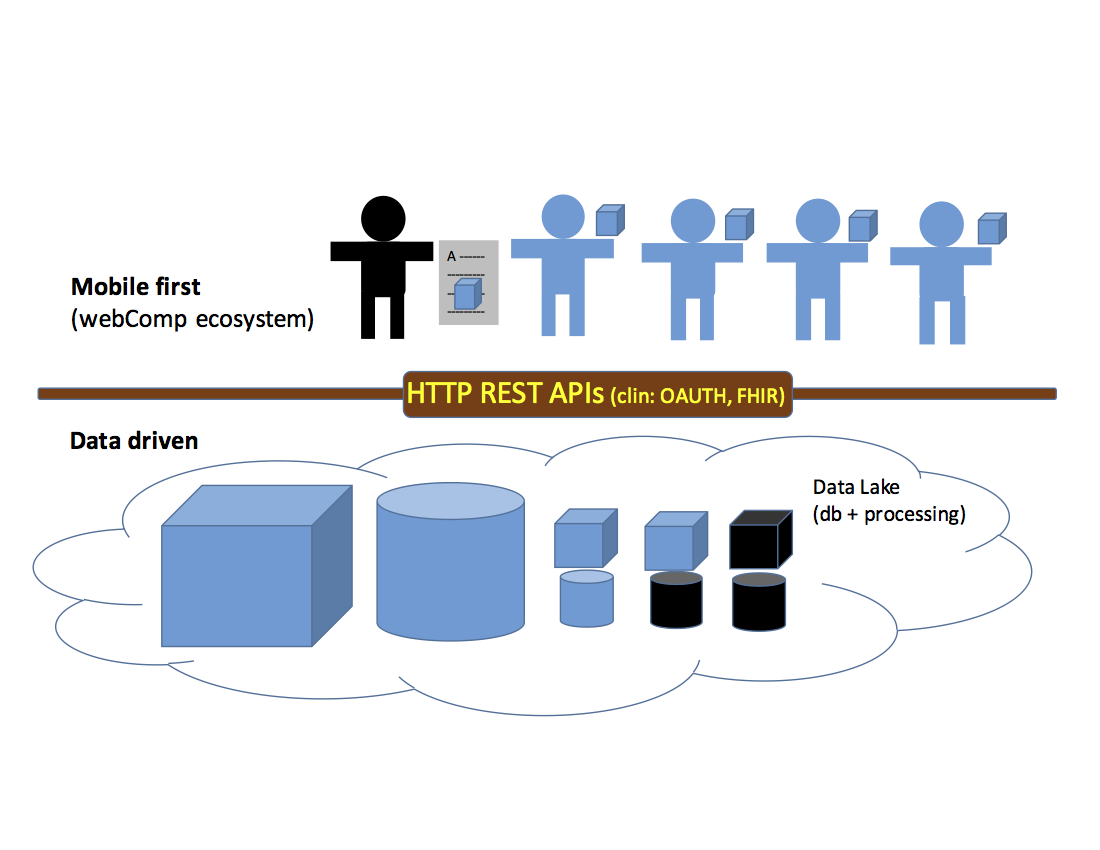 A ------
---------
---------
---------
Mobile first
(webComp ecosystem)
HTTP REST APIs (clin: OAUTH, FHIR)
Data driven
Data Lake
(db + processing)